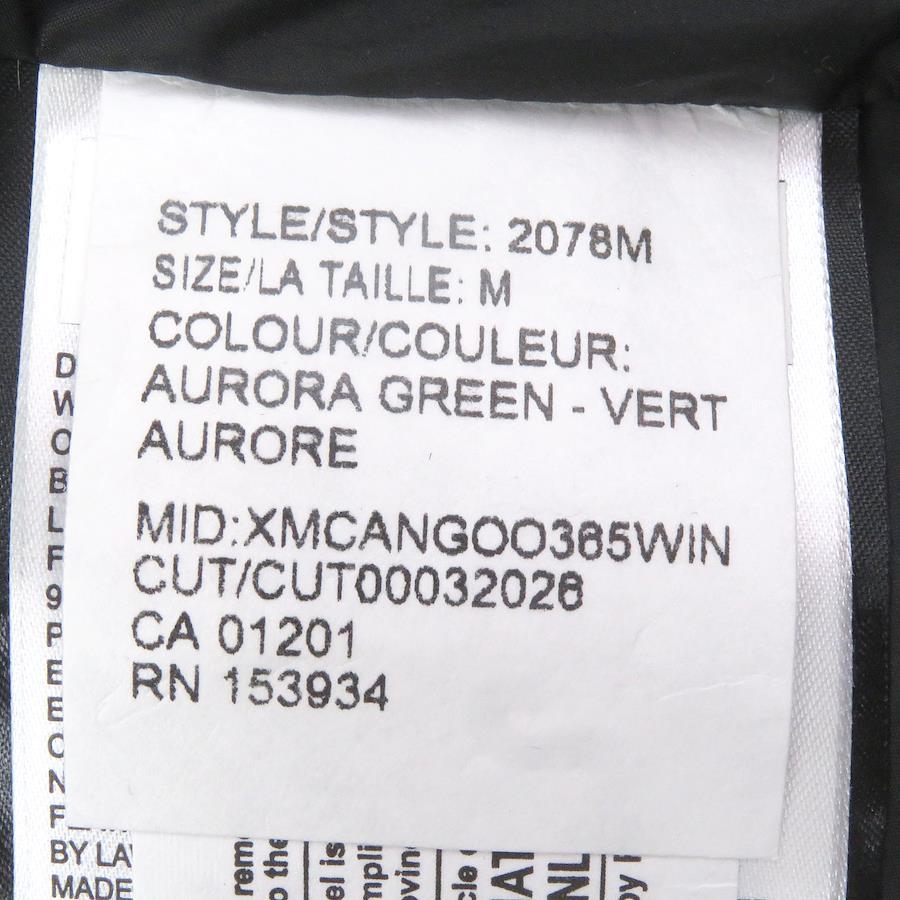 STYLE/STYLE: 2078M
SIZE/LA TAILLE: M
COLOUR/COULEUR:
AURORA GREEN - VERT
AURORE
MID:XMCANGOO365WIN
CUT/CUT00032026
CA 01201
RN 153934
BY LA
MADE